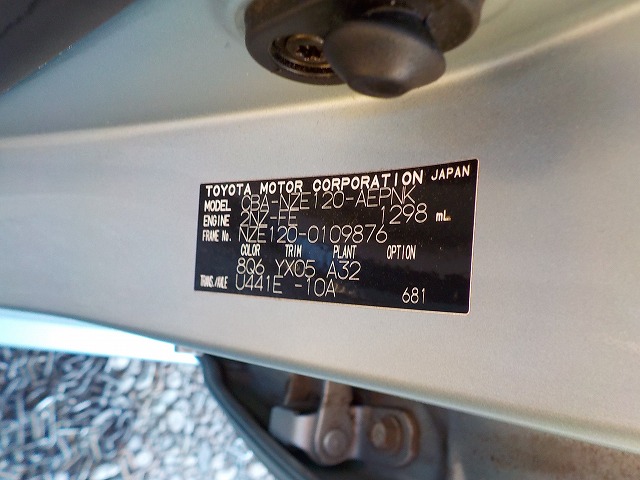 TOYOTA MOTOR CORPORATION JAPAN
MODEL CBA-NZE120-AEPNK
ENGINE 2NZ-FE 1298 mL
FRAME No. NZE120-0109876
COLOR TRIM PLANT OPTION
8Q6 YX05 A32
TRANS./AXLE U441E -10A 681